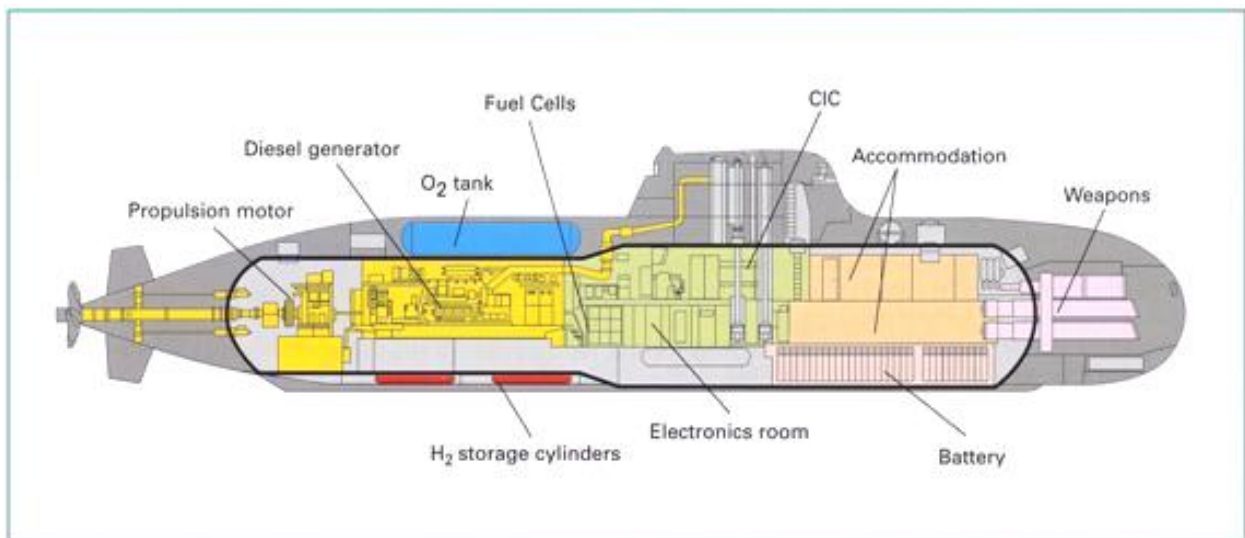 Fuel Cells
CIC
Diesel generator
Accommodation
O₂ tank
Weapons
Propulsion motor
Electronics room
H₂ storage cylinders
Battery